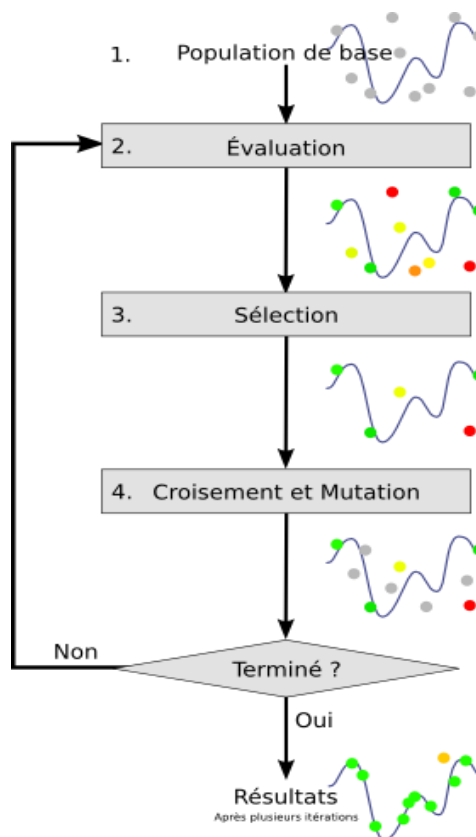 1. Population de base
2. Évaluation
3. Sélection
4. Croisement et Mutation
Terminé ?
Non
Oui
Résultats
Après plusieurs itérations